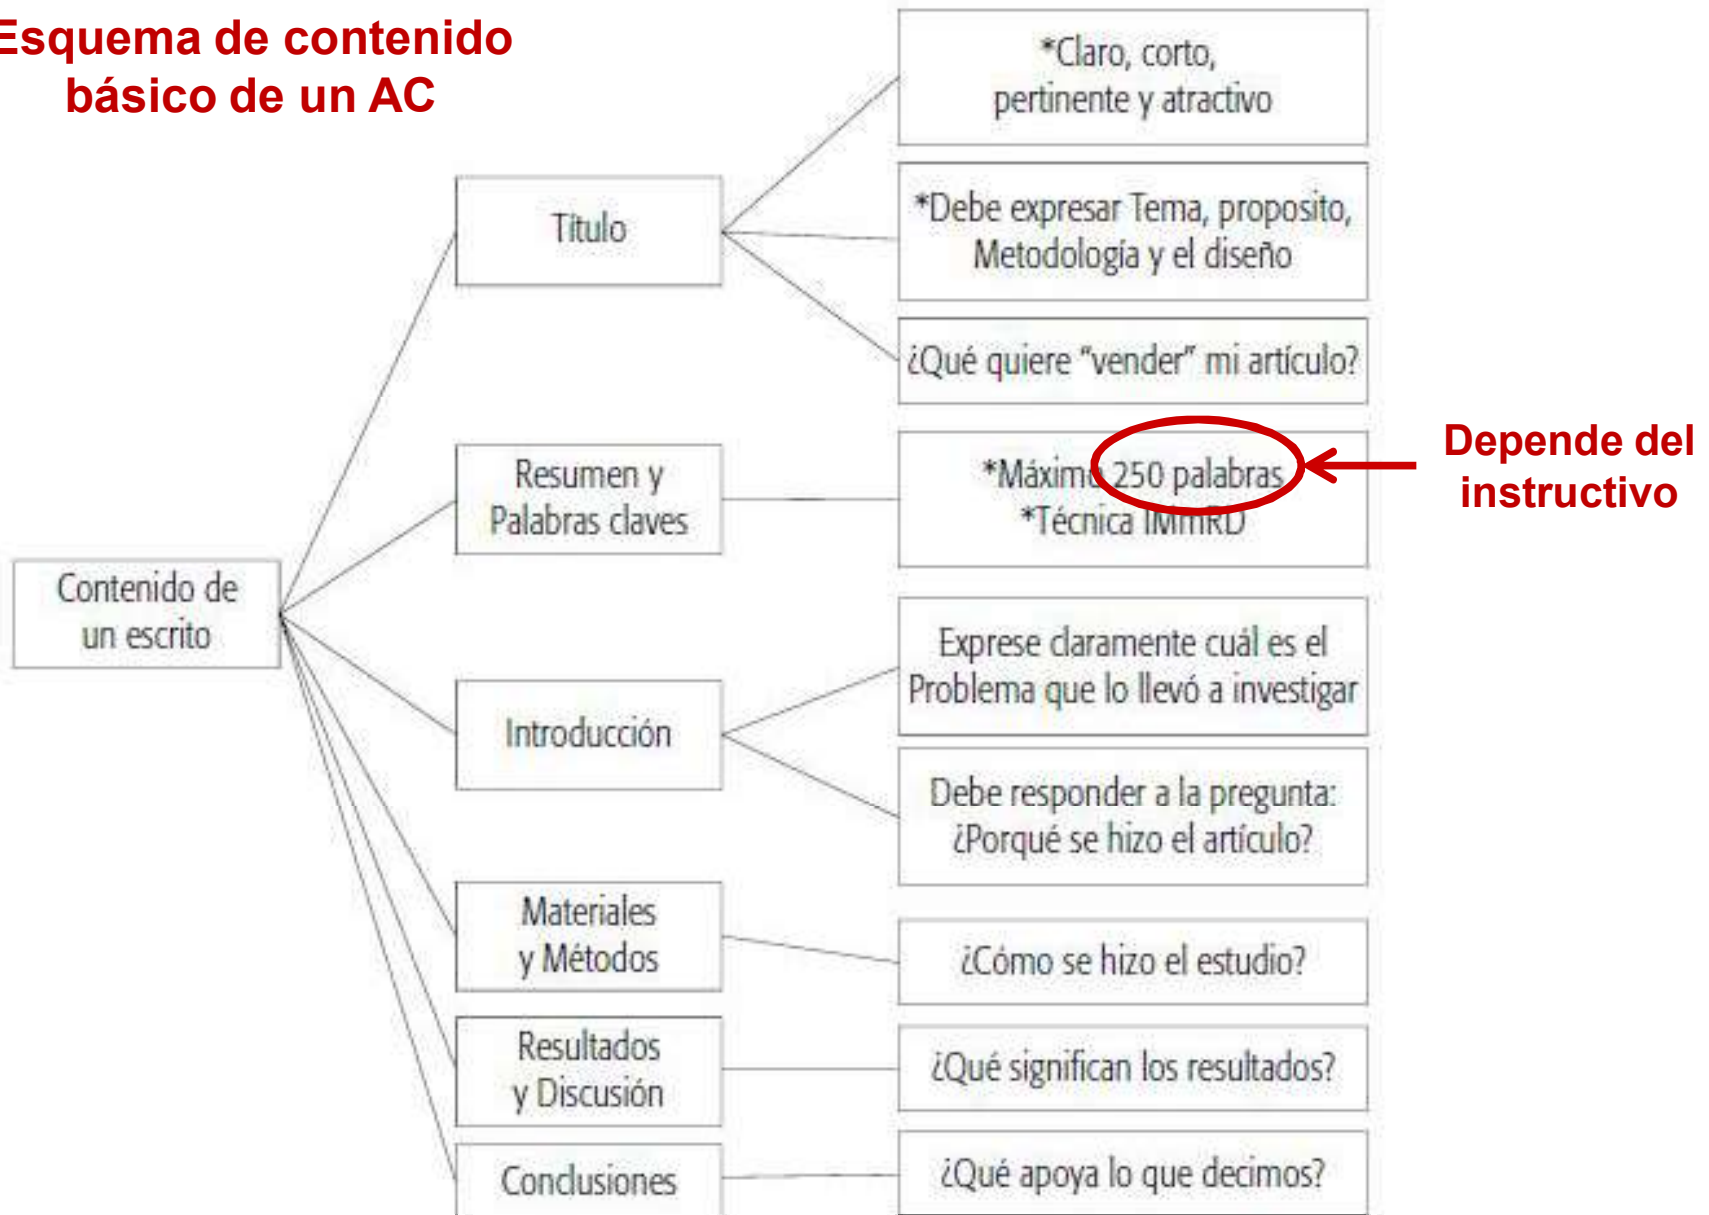 Esquema de contenido
básico de un AC
*Claro, corto,
pertinente y atractivo
Título
*Debe expresar Tema, proposito,
Metodología y el diseño
¿Qué quiere “vender” mi artículo?
Resumen y
Palabras claves
*Máximo 250 palabras
*Técnica IMmRD
Depende del
instructivo
Contenido de
un escrito
Introducción
Exprese claramente cuál es el
Problema que lo llevó a investigar
Debe responder a la pregunta:
¿Porqué se hizo el artículo?
Materiales
y Métodos
¿Cómo se hizo el estudio?
Resultados
y Discusión
¿Qué significan los resultados?
Conclusiones
¿Qué apoya lo que decimos?